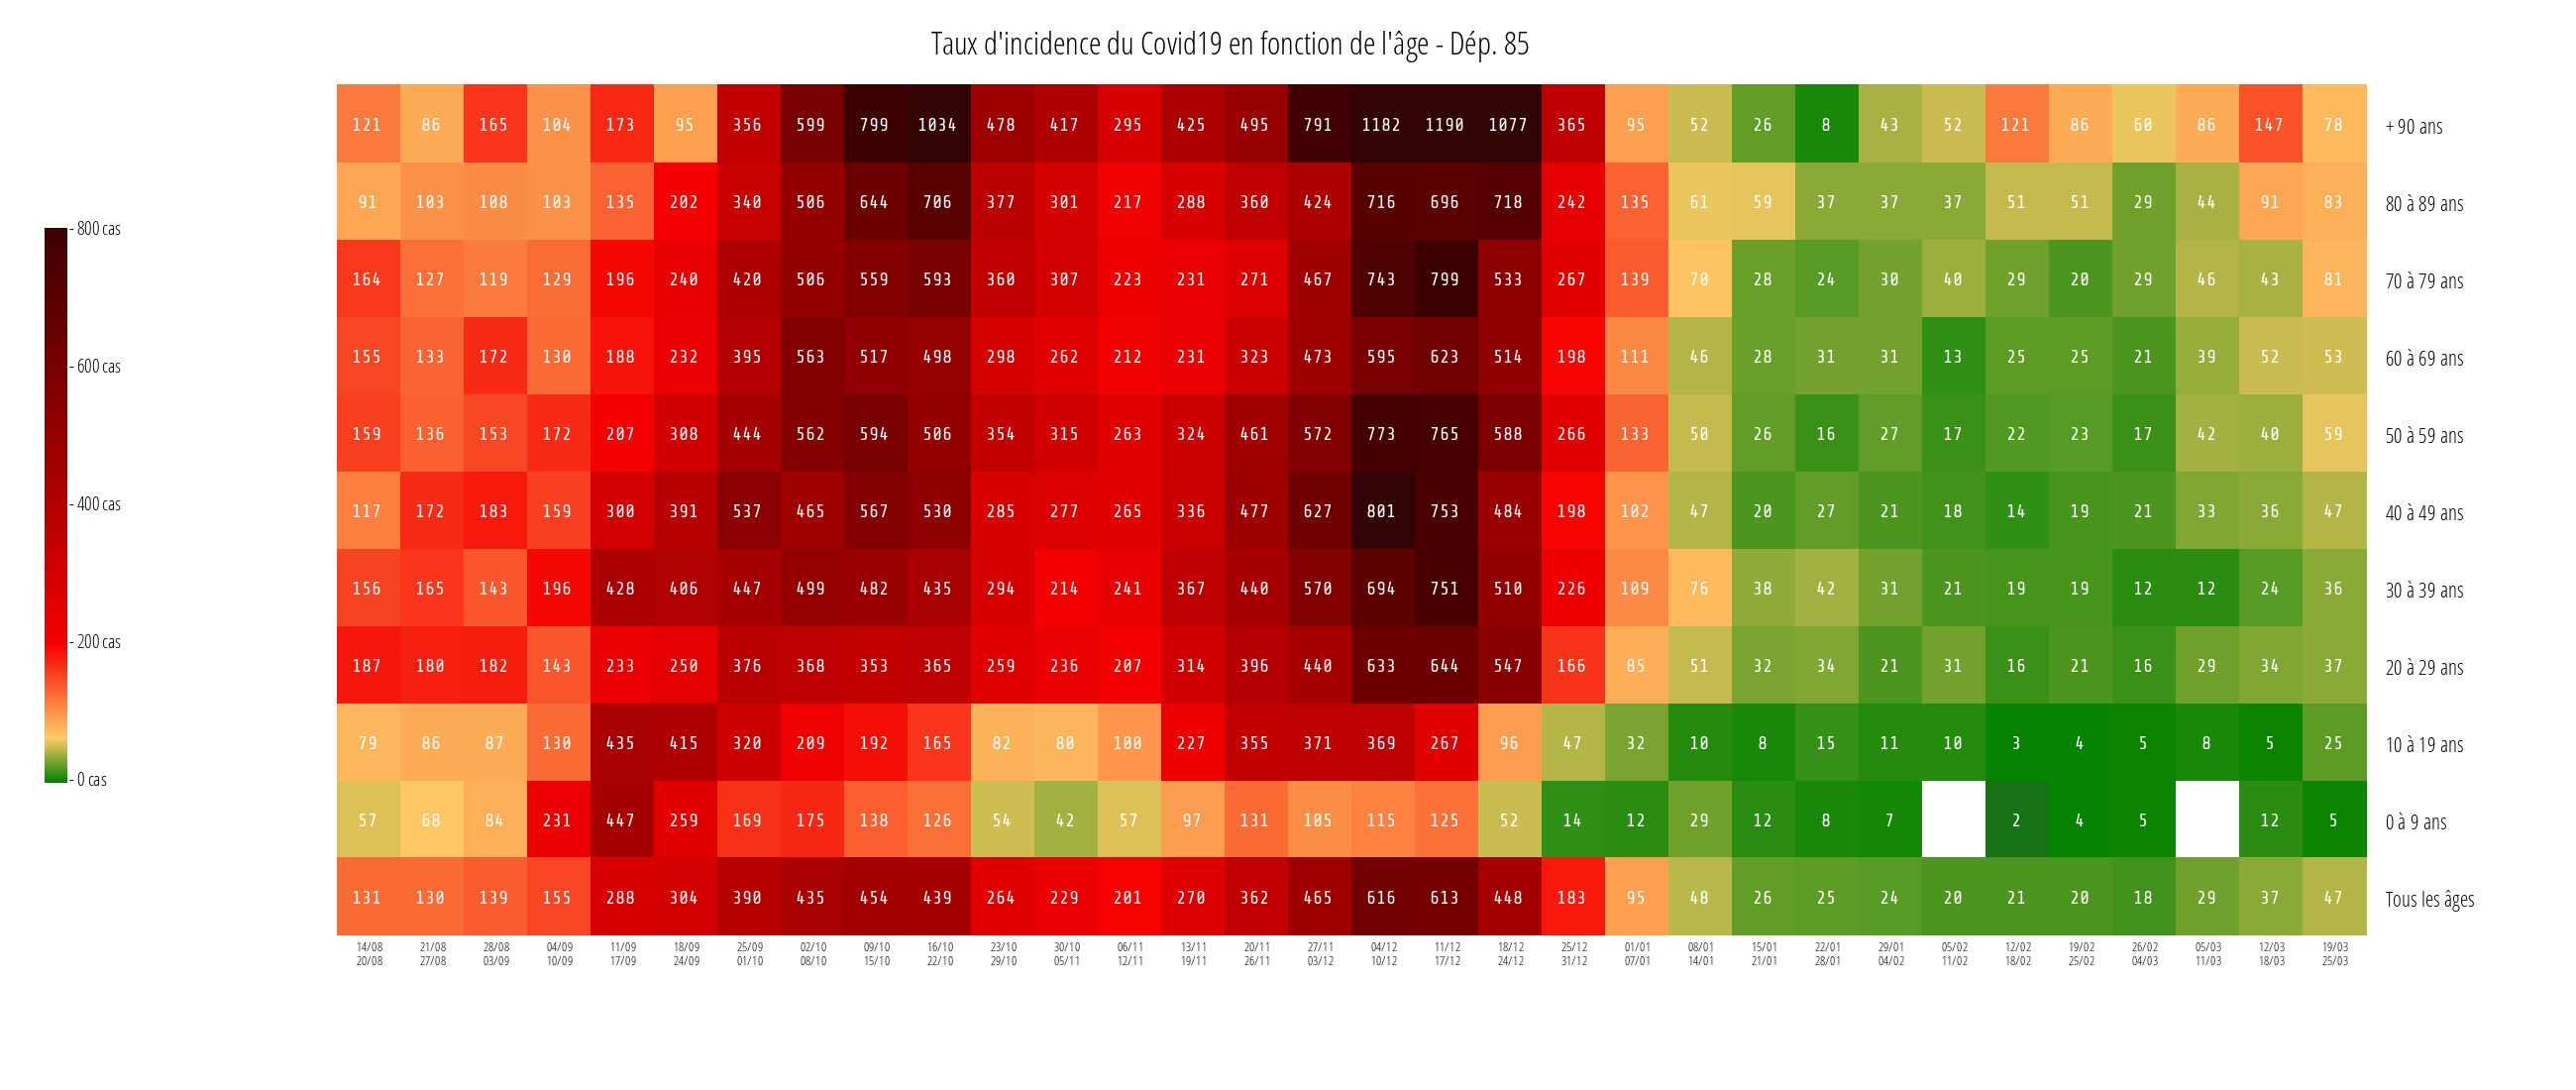 Taux d'incidence du Covid19 en fonction de l'âge - Dép. 85
- 800 cas
- 600 cas
- 400 cas
- 200 cas
- 0 cas
121 86 165 104 173 95 356 599 799 1034 478 417 295 425 495 791 1182 1190 1077 365 95 52 26 8 43 52 121 86 60 86 147 78 + 90 ans
91 103 108 103 135 202 340 506 644 706 377 301 217 288 360 424 716 696 718 242 135 61 59 37 37 37 51 51 29 44 91 83 80 à 89 ans
164 127 119 129 196 240 420 506 559 593 360 307 223 231 271 467 743 799 533 267 139 70 28 24 30 40 29 20 29 46 43 81 70 à 79 ans
155 133 172 130 188 232 395 563 517 498 298 262 212 231 323 473 595 623 514 198 111 46 28 31 31 13 25 25 21 39 52 53 60 à 69 ans
159 136 153 172 207 308 444 562 594 506 354 315 263 324 461 572 773 765 588 266 133 50 26 16 27 17 22 23 17 42 40 59 50 à 59 ans
117 172 183 159 300 391 537 465 567 530 285 277 265 336 477 627 801 753 484 198 102 47 20 27 21 18 14 19 21 33 36 47 40 à 49 ans
156 165 143 196 428 406 447 499 482 435 294 214 241 367 440 570 694 751 510 226 109 76 38 42 31 21 19 19 12 12 24 36 30 à 39 ans
187 180 182 143 233 250 376 368 353 365 259 236 207 314 396 440 633 644 547 166 85 51 32 34 21 31 16 21 16 29 34 37 20 à 29 ans
79 86 87 130 435 415 320 209 192 165 82 80 100 227 355 371 369 267 96 47 32 10 8 15 11 10 3 4 5 8 5 25 10 à 19 ans
57 68 84 231 447 259 169 175 138 126 54 42 57 97 131 105 115 125 52 14 12 29 12 8 7 2 4 5 12 5 0 à 9 ans
131 130 139 155 288 304 390 435 454 439 264 229 201 270 362 465 616 613 448 183 95 48 26 25 24 20 21 20 18 29 37 47 Tous les âges
14/08 21/08 28/08 04/09 11/09 18/09 25/09 02/10 09/10 16/10 23/10 30/10 06/11 13/11 20/11 27/11 04/12 11/12 18/12 25/12 01/01 08/01 15/01 22/01 29/01 05/02 12/02 19/02 26/02 05/03 12/03 19/03
20/08 27/08 03/09 10/09 17/09 24/09 01/10 08/10 15/10 22/10 29/10 05/11 12/11 19/11 26/11 03/12 10/12 17/12 24/12 31/12 07/01 14/01 21/01 28/01 04/02 11/02 18/02 25/02 04/03 11/03 18/03 25/03